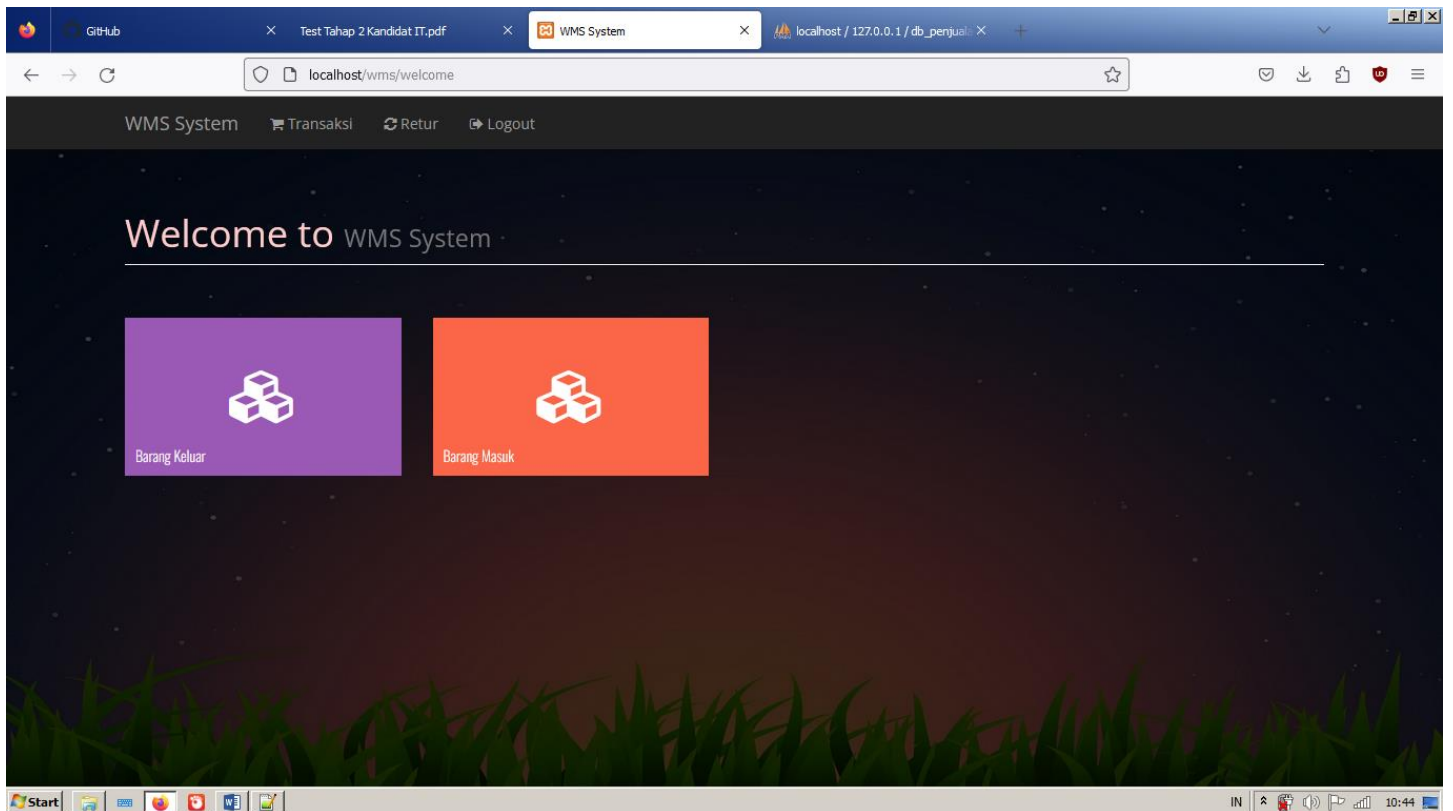 GitHub
Test Tahap 2 Kandidat IT.pdf
WMS System
localhost / 127.0.0.1 / db_penjuala
localhost/wms/welcome
WMS System Transaksi Retur Logout
Welcome to WMS System
Barang Keluar
Barang Masuk
Start
IN
10:44